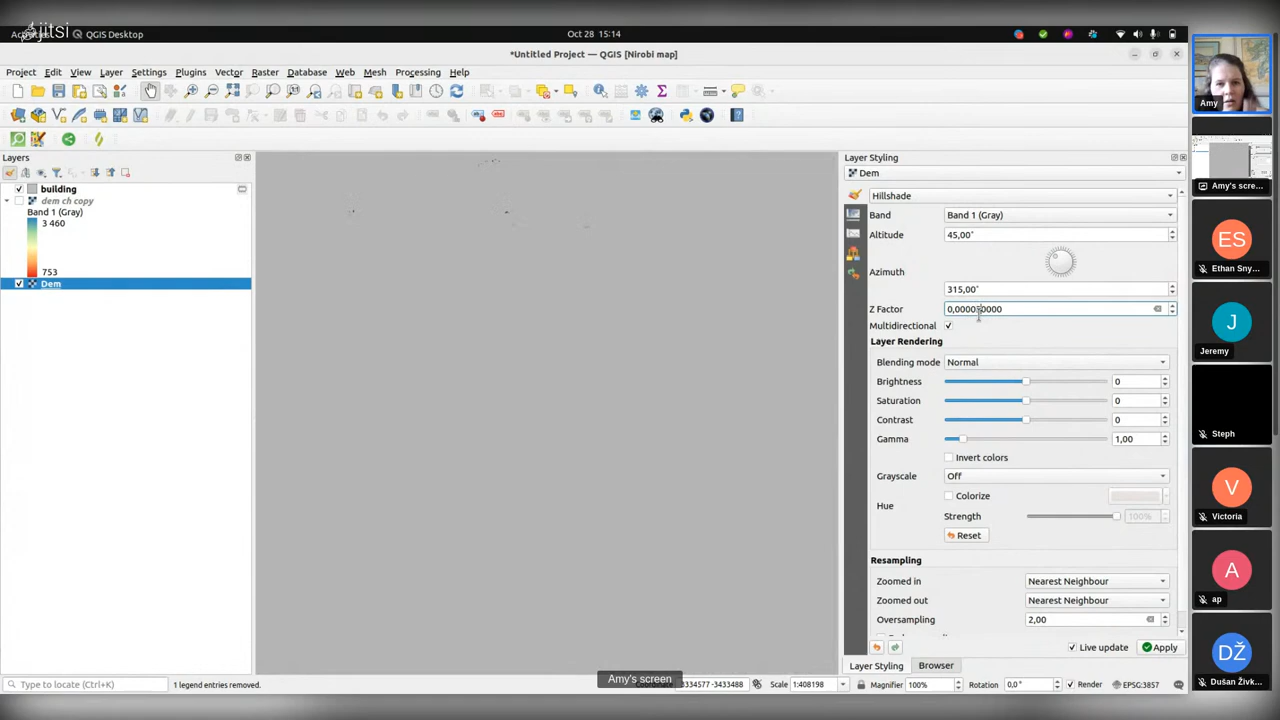 jitsi
QGIS Desktop
Oct 28 15:14
*Untitled Project — QGIS [Nirobi map]
Project Edit View Layer Settings Plugins Vector Raster Database Web Mesh Processing Help
Layers
building
dem ch copy
Band 1 (Gray)
3 460
753
Dem
Layer Styling
Dem
Hillshade
Band Band 1 (Gray)
Altitude 45,00°
Azimuth
315,00°
Z Factor
Multidirectional
Layer Rendering
Blending mode Normal
Brightness 0
Saturation 0
Contrast 0
Gamma 1,00
Invert colors
Grayscale Off
Colorize
Hue
Strength 100%
Reset
Resampling
Zoomed in Nearest Neighbour
Zoomed out Nearest Neighbour
Oversampling 2,00
Live update Apply
Layer Styling Browser
Type to locate (Ctrl+K) 1 legend entries removed. 3334577 -3433488 Scale 1:408198 Magnifier 100% Rotation 0,0° Render EPSG:3857
Amy's screen
Amy
Amy's scre...
ES
Ethan Sny...
J
Jeremy
Steph
V
Victoria
A
ap
DŽ
Dušan Živk...